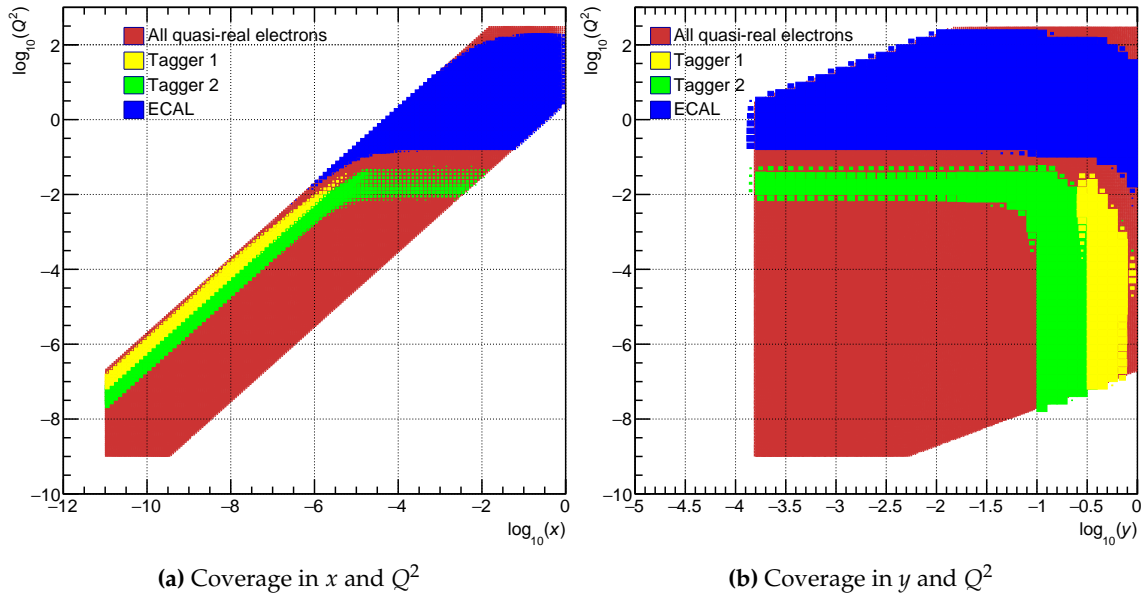 log₁₀(Q²)
All quasi-real electrons
Tagger 1
Tagger 2
ECAL
2
0
−2
−4
−6
−8
−10
−12 −10 −8 −6 −4 −2 0
log₁₀(x)
(a) Coverage in x and Q²
log₁₀(Q²)
All quasi-real electrons
Tagger 1
Tagger 2
ECAL
2
0
−2
−4
−6
−8
−10
−5 −4.5 −4 −3.5 −3 −2.5 −2 −1.5 −1 −0.5 0
log₁₀(y)
(b) Coverage in y and Q²